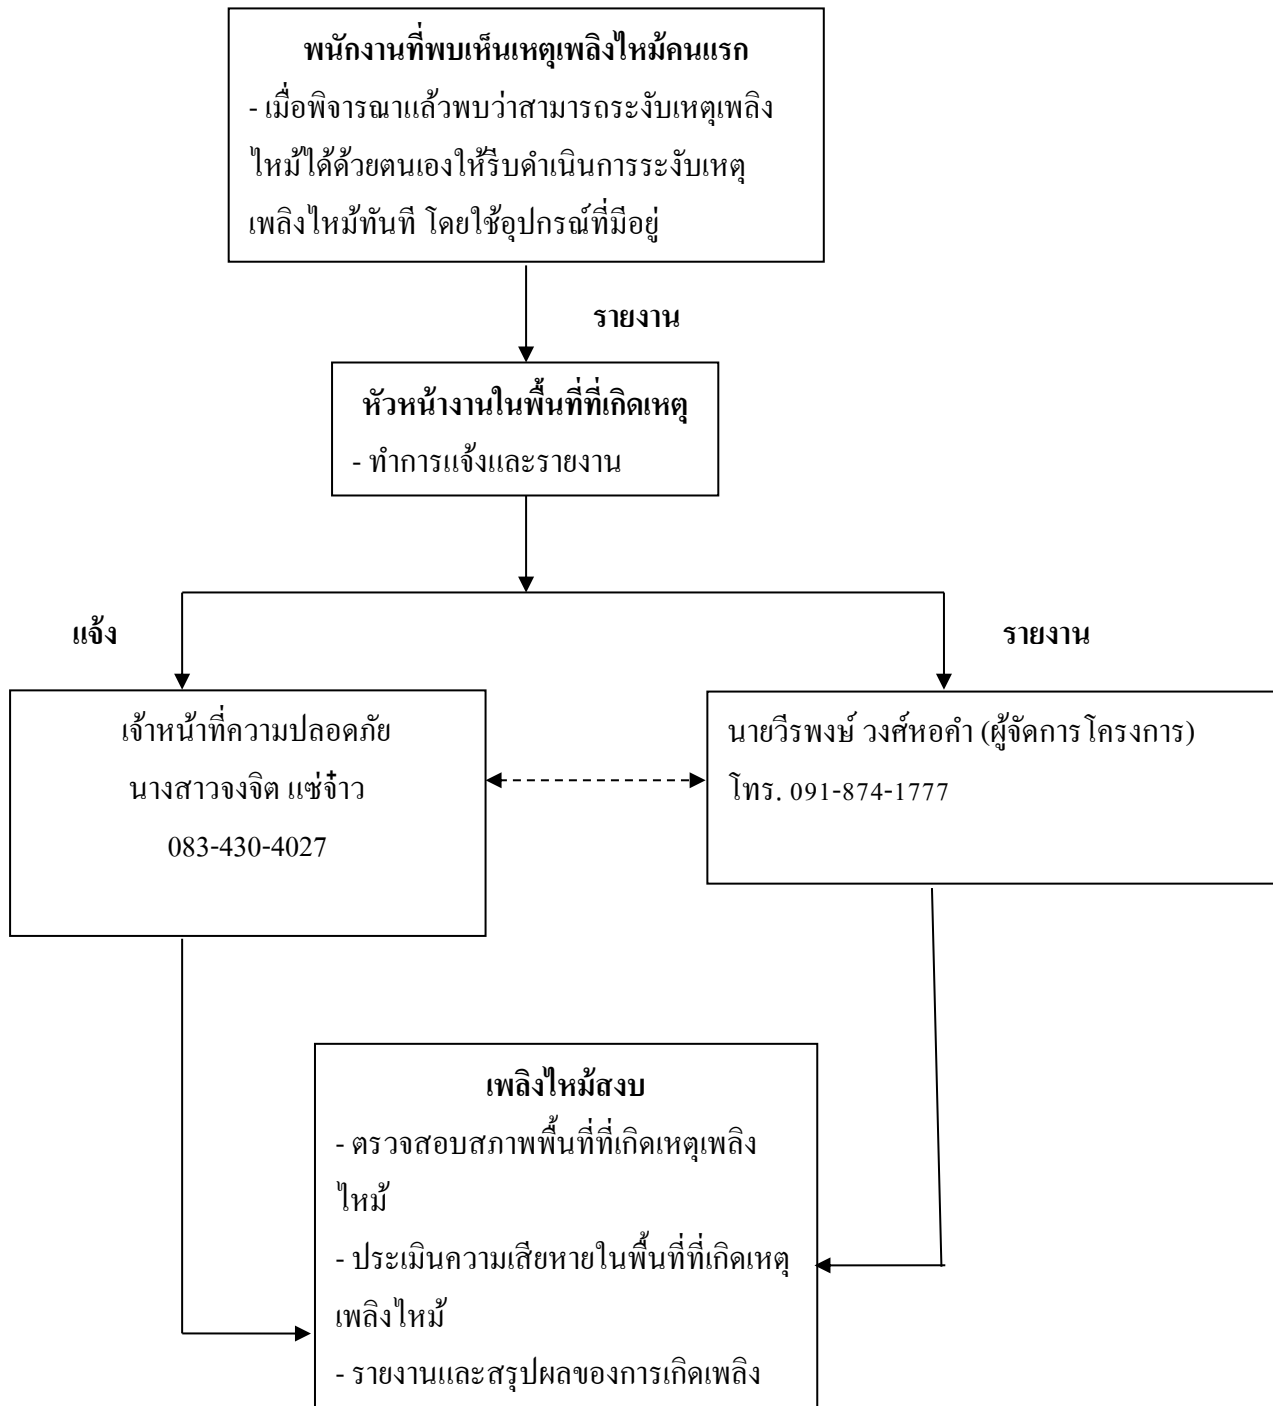 พนักงานที่พบเห็นเหตุเพลิงไหม้คนแรก
- เมื่อพิจารณาแล้วพบว่าสามารถระงับเหตุเพลิง
ไหม้ได้ด้วยตนเองให้รีบดำเนินการระงับเหตุ
เพลิงไหม้ทันที โดยใช้อุปกรณ์ที่มีอยู่
รายงาน
หัวหน้างานในพื้นที่ที่เกิดเหตุ
- ทำการแจ้งและรายงาน
แจ้ง
รายงาน
เจ้าหน้าที่ความปลอดภัย
นางสาวจงจิต แซ่จ๋าว
083-430-4027
นายวีรพงษ์ วงศ์หอคำ (ผู้จัดการโครงการ)
โทร. 091-874-1777
เพลิงไหม้สงบ
- ตรวจสอบสภาพพื้นที่ที่เกิดเหตุเพลิง
ไหม้
- ประเมินความเสียหายในพื้นที่ที่เกิดเหตุ
เพลิงไหม้
- รายงานและสรุปผลของการเกิดเพลิง